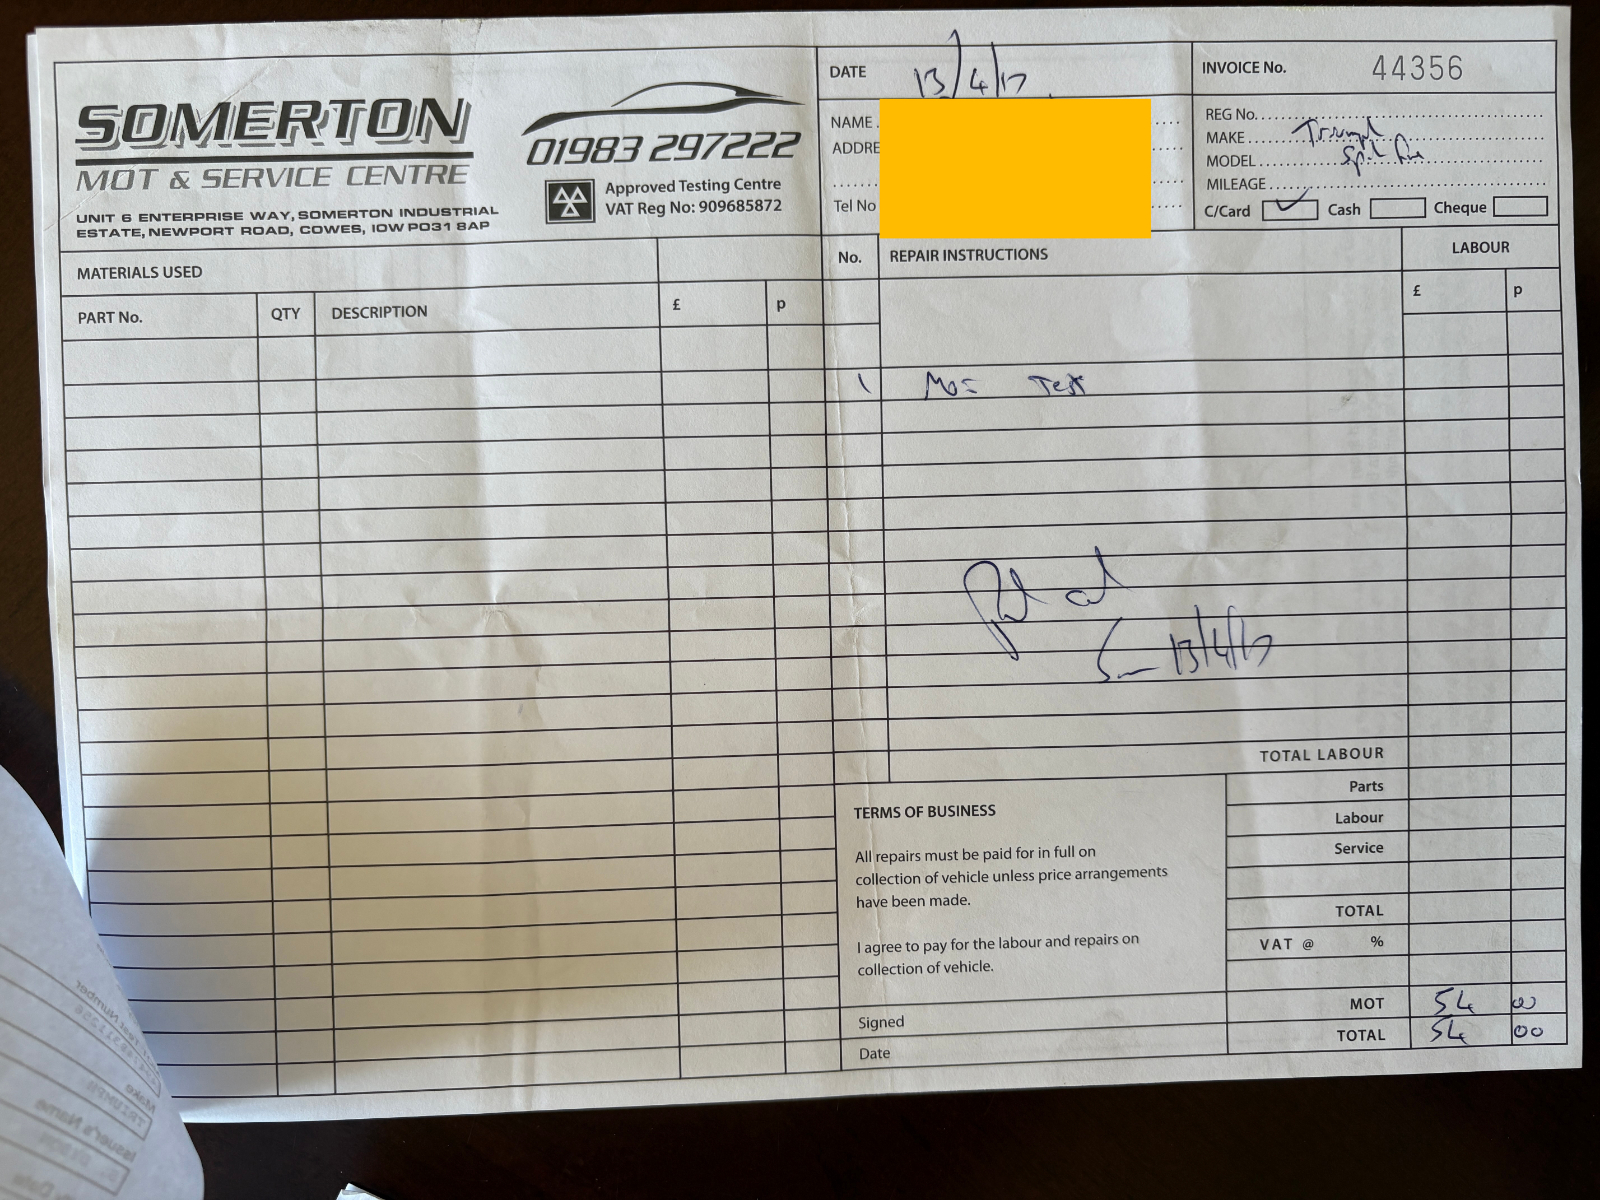 SOMERTON
MOT & SERVICE CENTRE
UNIT 6 ENTERPRISE WAY, SOMERTON INDUSTRIAL
ESTATE, NEWPORT ROAD, COWES, IOW PO31 8AP
01983 297222
Approved Testing Centre
VAT Reg No: 909685872
DATE 13/4/17
INVOICE No. 44356
NAME
ADDRE
Tel No
REG No.
MAKE
MODEL
MILEAGE
C/Card Cash Cheque
MATERIALS USED
PART No. QTY DESCRIPTION £ p
No. REPAIR INSTRUCTIONS LABOUR
£ p
1 MOT Test
Paid
13/4/17
TOTAL LABOUR
Parts
Labour
Service
TOTAL
VAT @ %
MOT 54 00
TOTAL 54 00
TERMS OF BUSINESS
All repairs must be paid for in full on
collection of vehicle unless price arrangements
have been made.
I agree to pay for the labour and repairs on
collection of vehicle.
Signed
Date